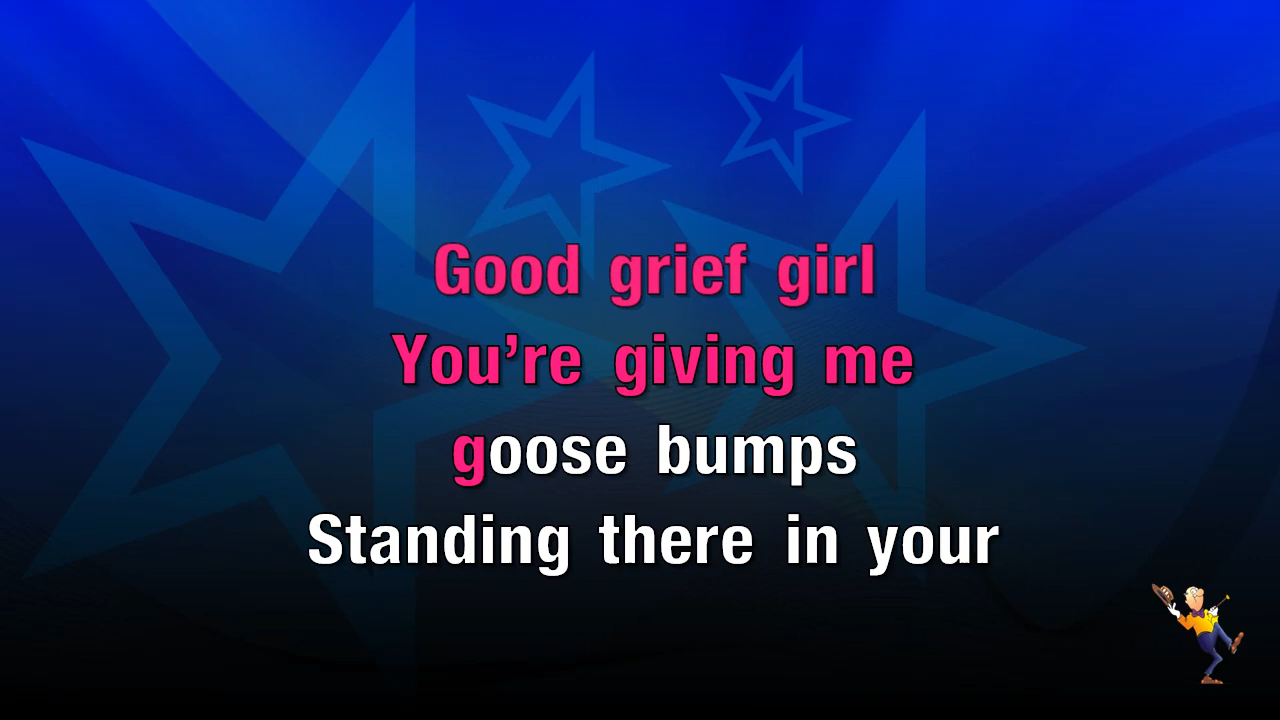 Good grief girl
You’re giving me
goose bumps
Standing there in your